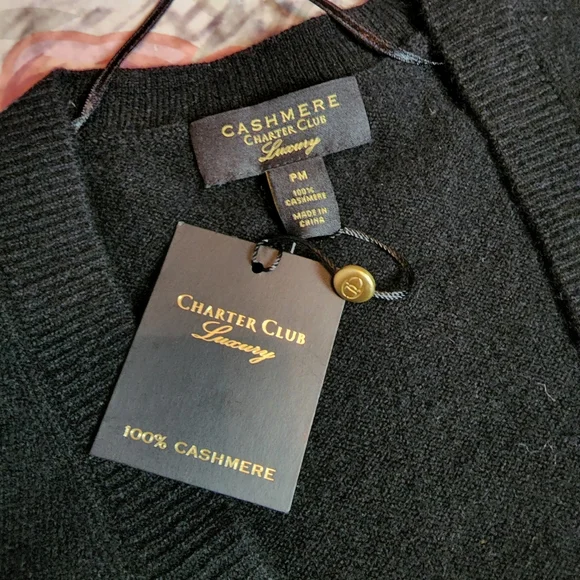 CASHMERE
CHARTER CLUB
Luxury
PM
100%
CASHMERE
MADE IN
CHINA
CHARTER CLUB
Luxury
100% CASHMERE